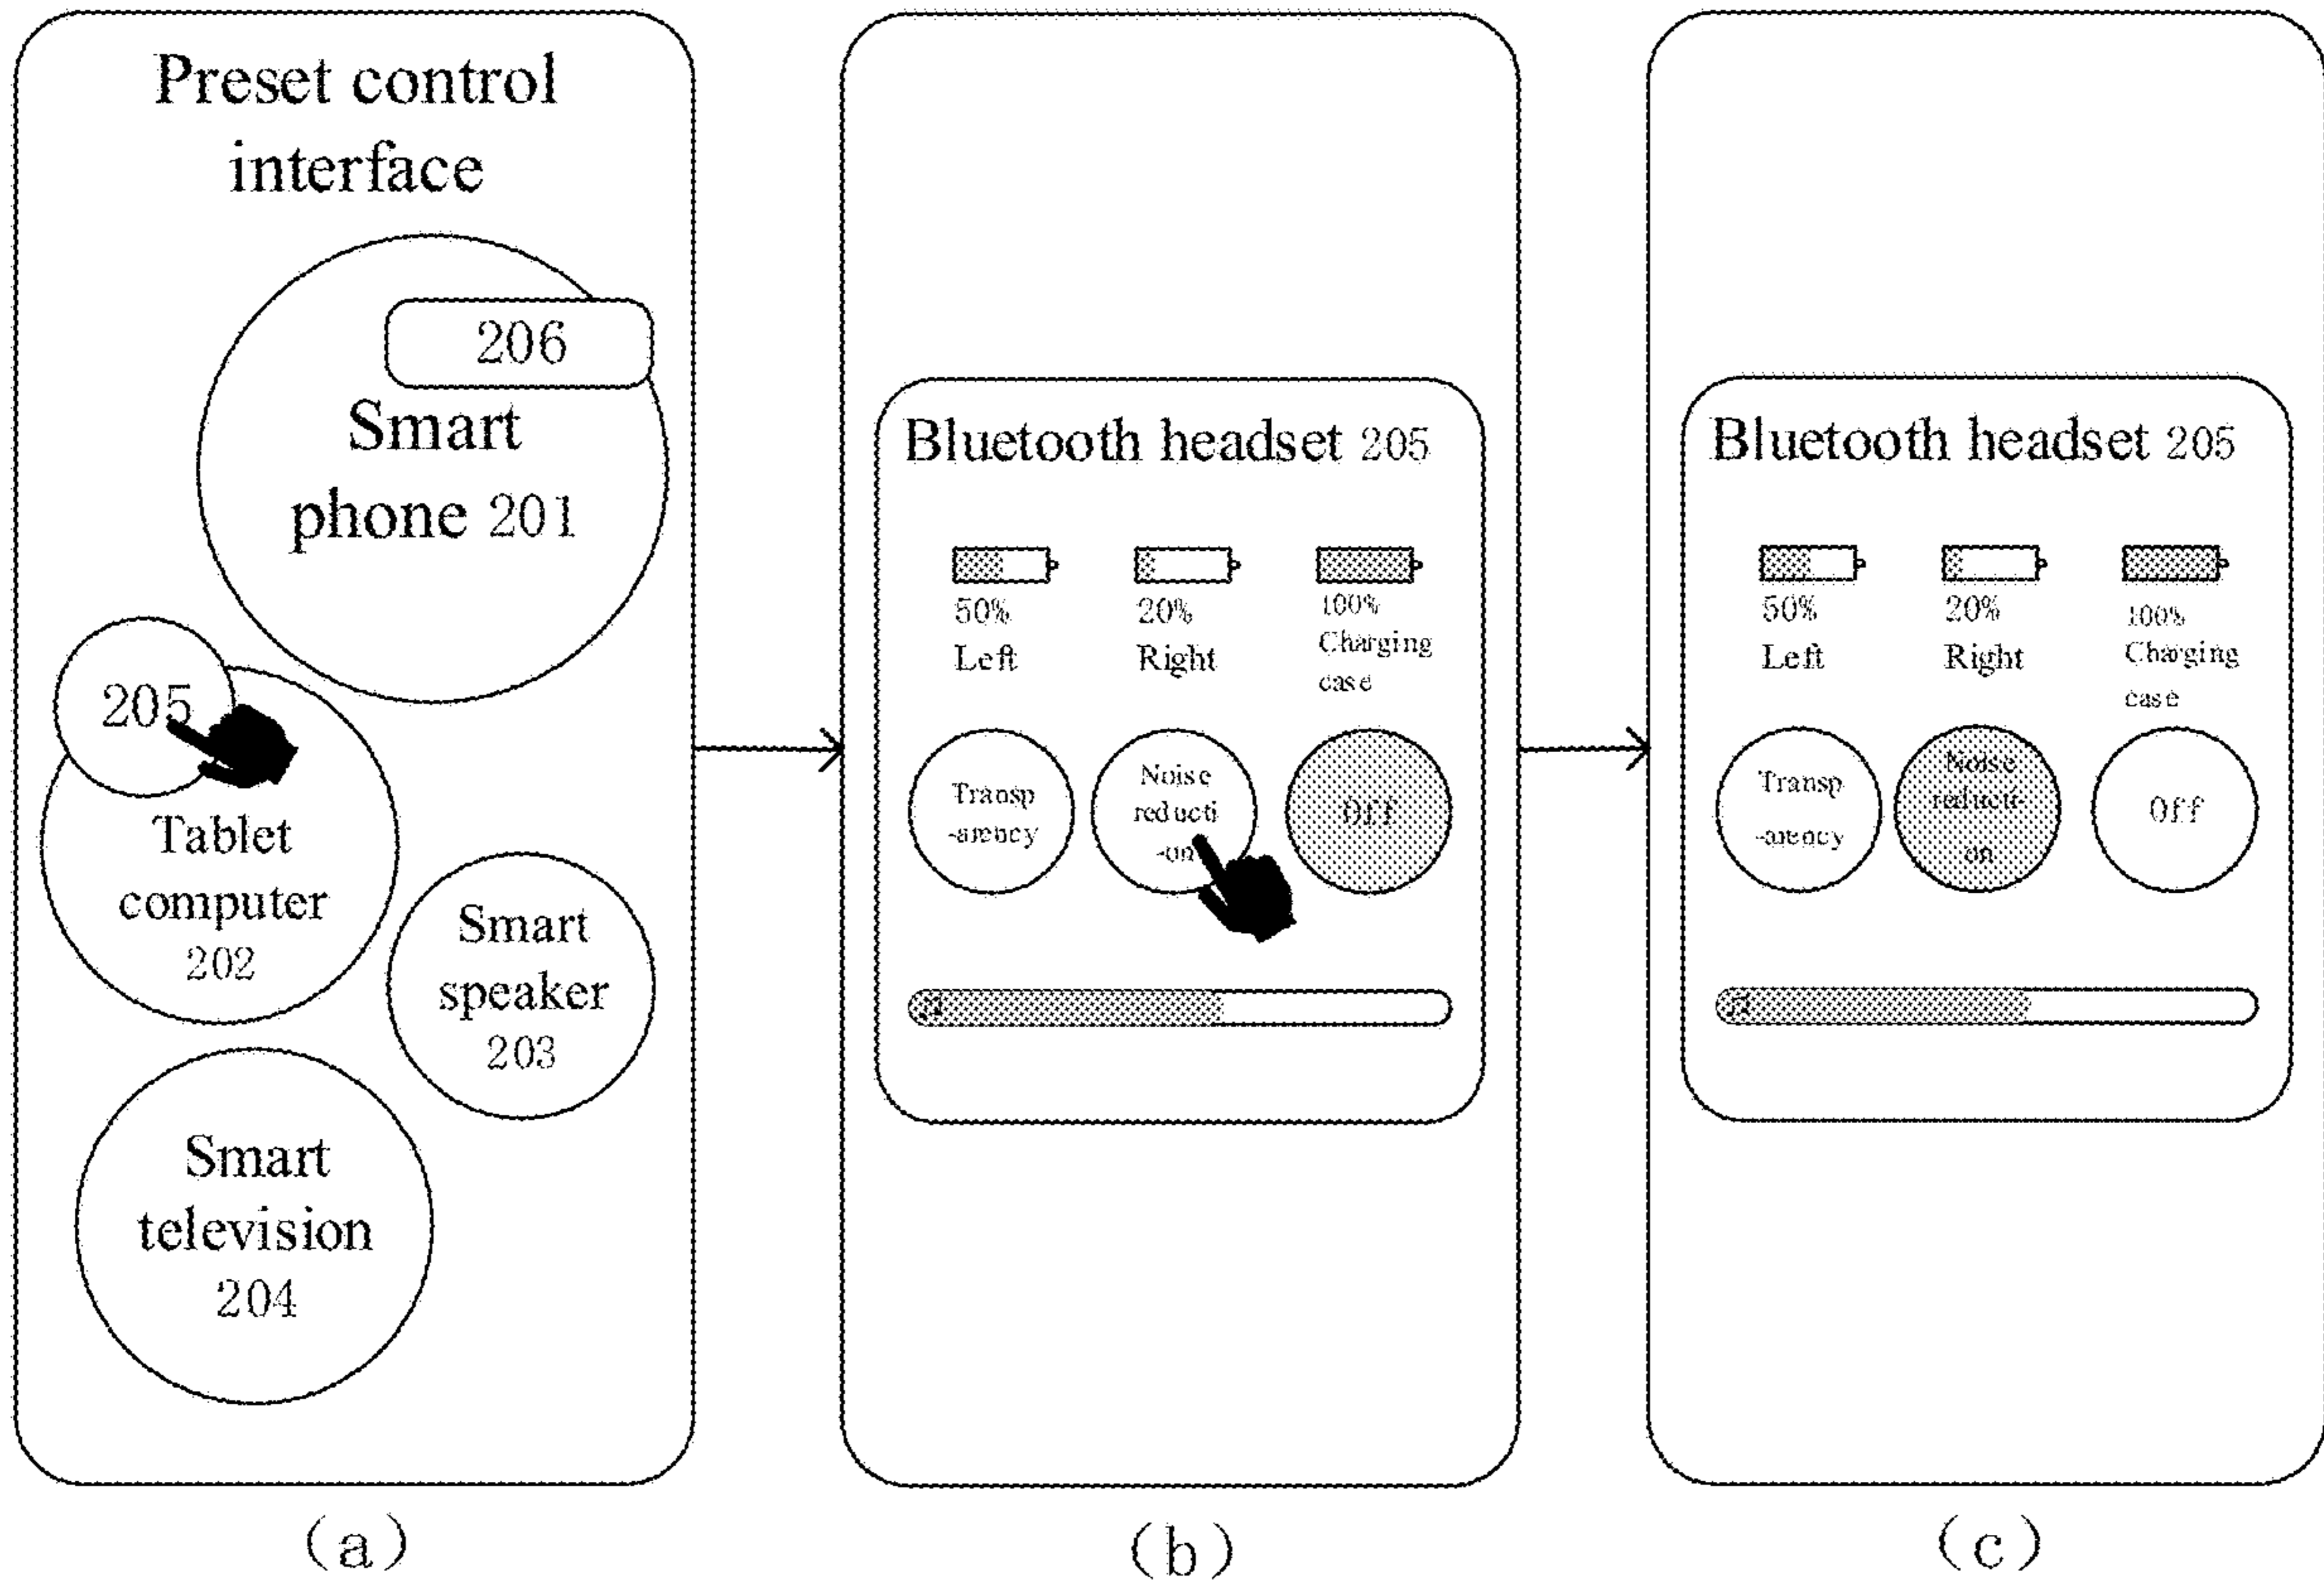 Preset control
interface
206
Smart
phone 201
205
Tablet
computer
202
Smart
speaker
203
Smart
television
204
(a)
Bluetooth headset 205
50%
Left
20%
Right
100%
Charging
case
Transp
-arency
Noise
reducti
-on
Off
(b)
Bluetooth headset 205
50%
Left
20%
Right
100%
Charging
case
Transp
-arency
Noise
reducti-
on
Off
(c)